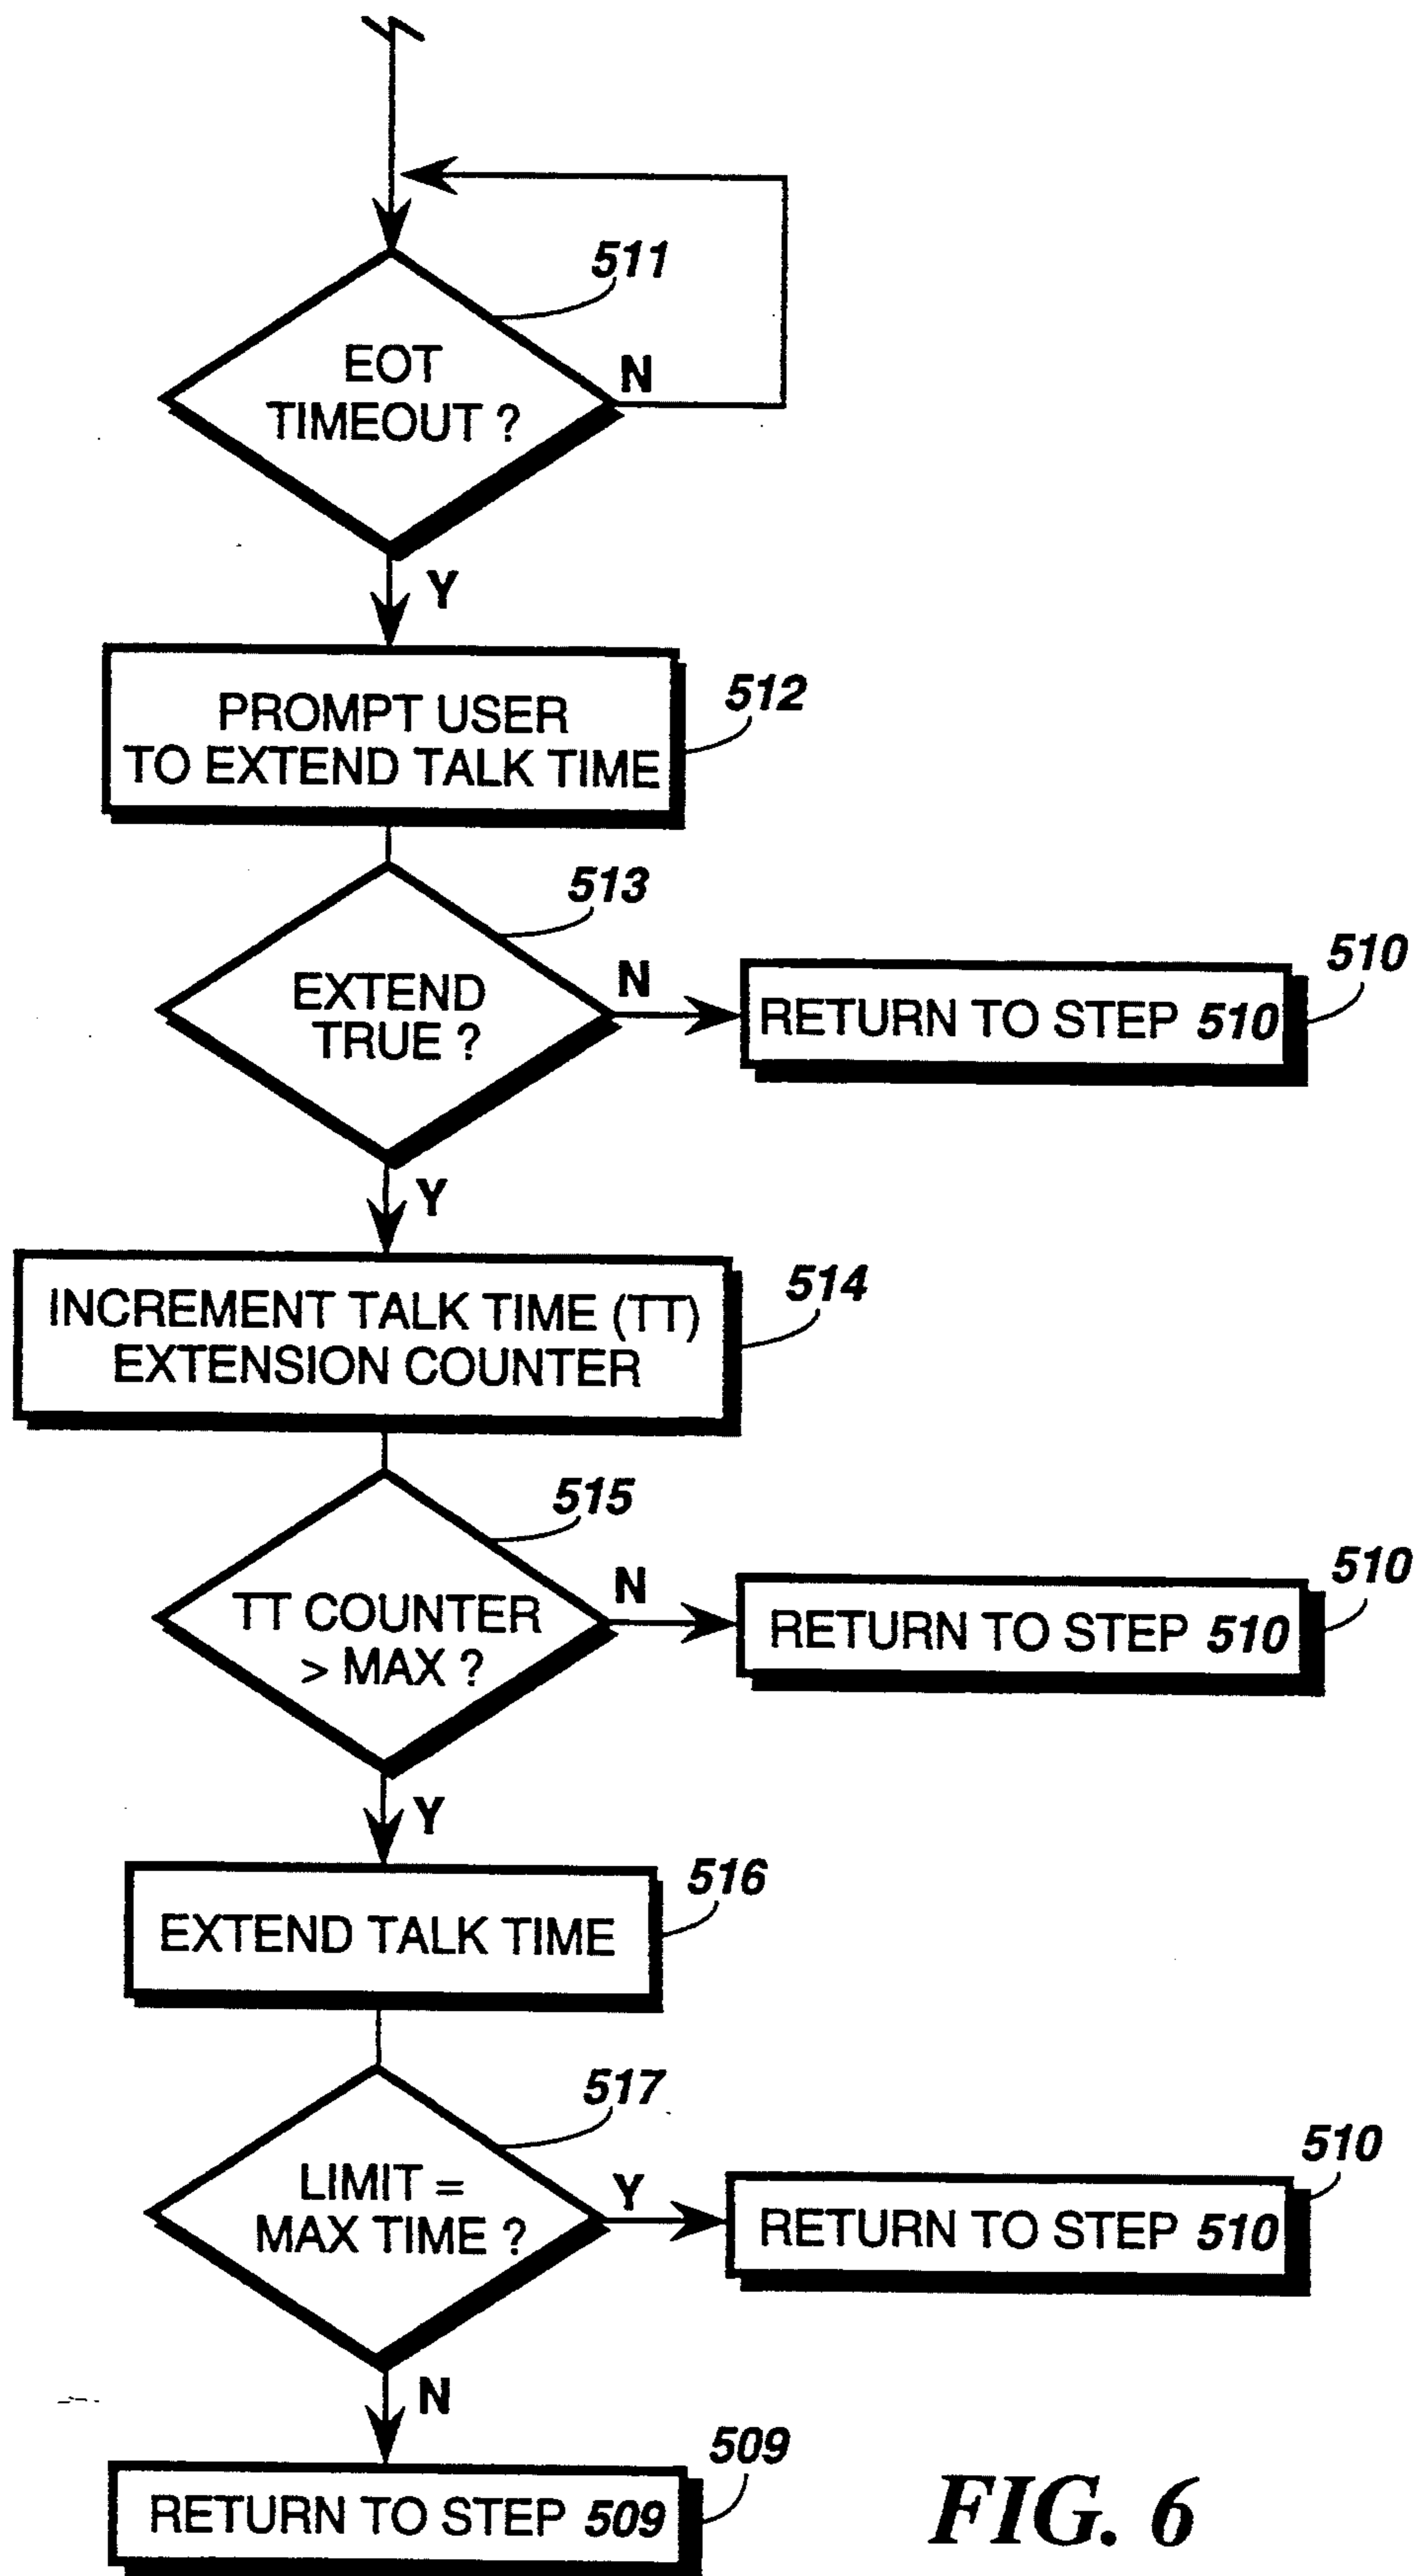 511
EOT
TIMEOUT ?
N
Y
PROMPT USER
TO EXTEND TALK TIME
512
513
EXTEND
TRUE ?
N
RETURN TO STEP 510
510
Y
INCREMENT TALK TIME (TT)
EXTENSION COUNTER
514
515
TT COUNTER
> MAX ?
N
RETURN TO STEP 510
510
Y
EXTEND TALK TIME
516
517
LIMIT =
MAX TIME ?
Y
RETURN TO STEP 510
510
N
RETURN TO STEP 509
509
FIG. 6